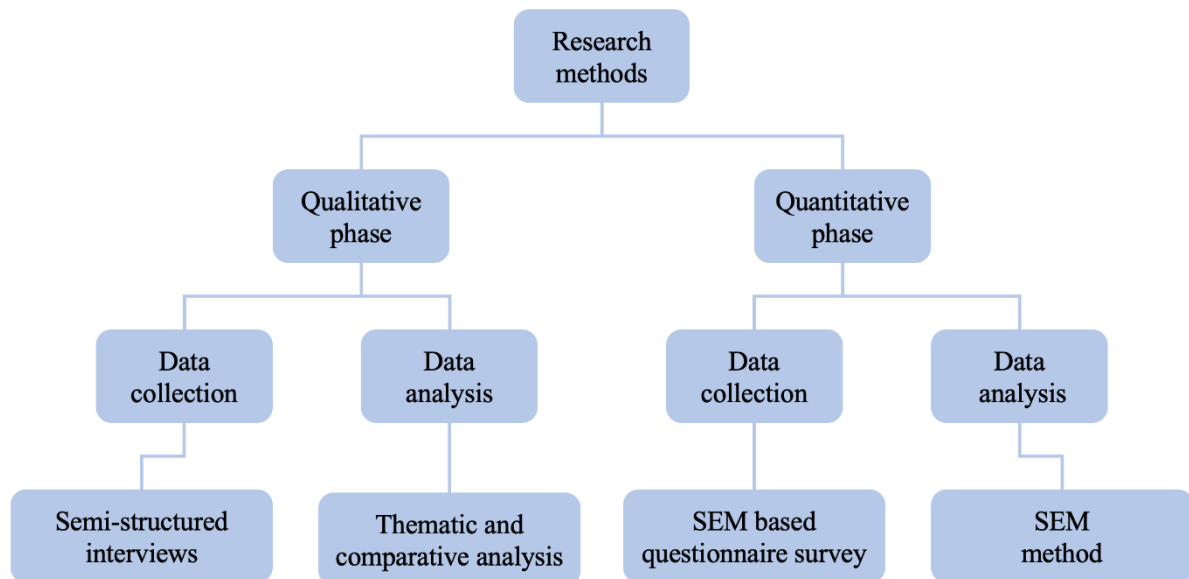 Research
methods
Qualitative
phase
Quantitative
phase
Data
collection
Data
analysis
Data
collection
Data
analysis
Semi-structured
interviews
Thematic and
comparative analysis
SEM based
questionnaire survey
SEM
method